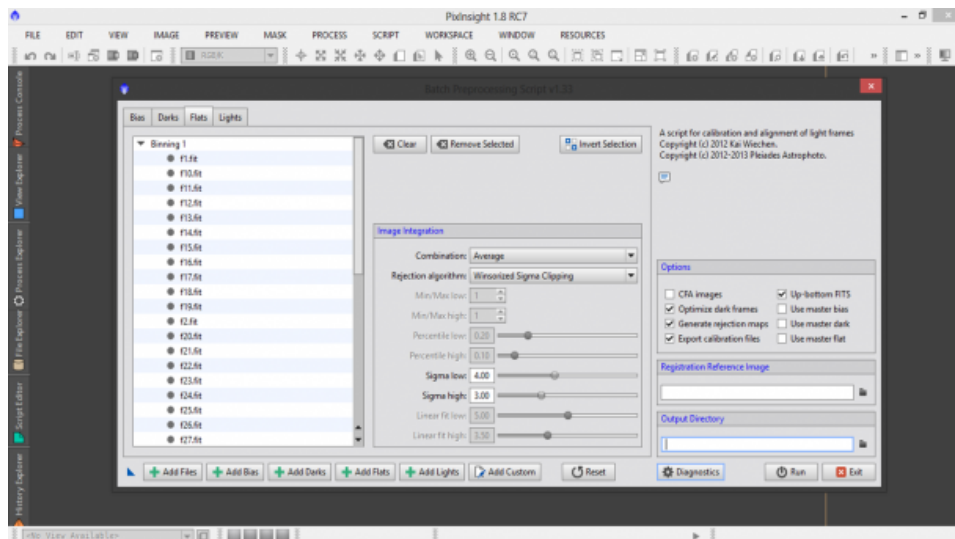 PixInsight 1.8 RC7
FILE EDIT VIEW IMAGE PREVIEW MASK PROCESS SCRIPT WORKSPACE WINDOW RESOURCES
RGB/K
Process Console
View Explorer
Process Explorer
File Explorer
Script Editor
History Explorer
Batch Preprocessing Script v1.33
Bias Darks Flats Lights
Binning 1
f1.fit
f10.fit
f11.fit
f12.fit
f13.fit
f14.fit
f15.fit
f16.fit
f17.fit
f18.fit
f19.fit
f2.fit
f20.fit
f21.fit
f22.fit
f23.fit
f24.fit
f25.fit
f26.fit
f27.fit
Clear Remove Selected Invert Selection
Image Integration
Combination: Average
Rejection algorithm: Winsorized Sigma Clipping
Min/Max low: 1
Min/Max high: 1
Percentile low: 0.20
Percentile high: 0.10
Sigma low: 4.00
Sigma high: 3.00
Linear fit low: 5.00
Linear fit high: 3.50
A script for calibration and alignment of light frames
Copyright (c) 2012 Kai Wiechen.
Copyright (c) 2012-2013 Pleiades Astrophoto.
Options
CFA images Up-bottom FITS
Optimize dark frames Use master bias
Generate rejection maps Use master dark
Export calibration files Use master flat
Registration Reference Image
Output Directory
Add Files Add Bias Add Darks Add Flats Add Lights Add Custom Reset Diagnostics Run Exit
<No View Available>